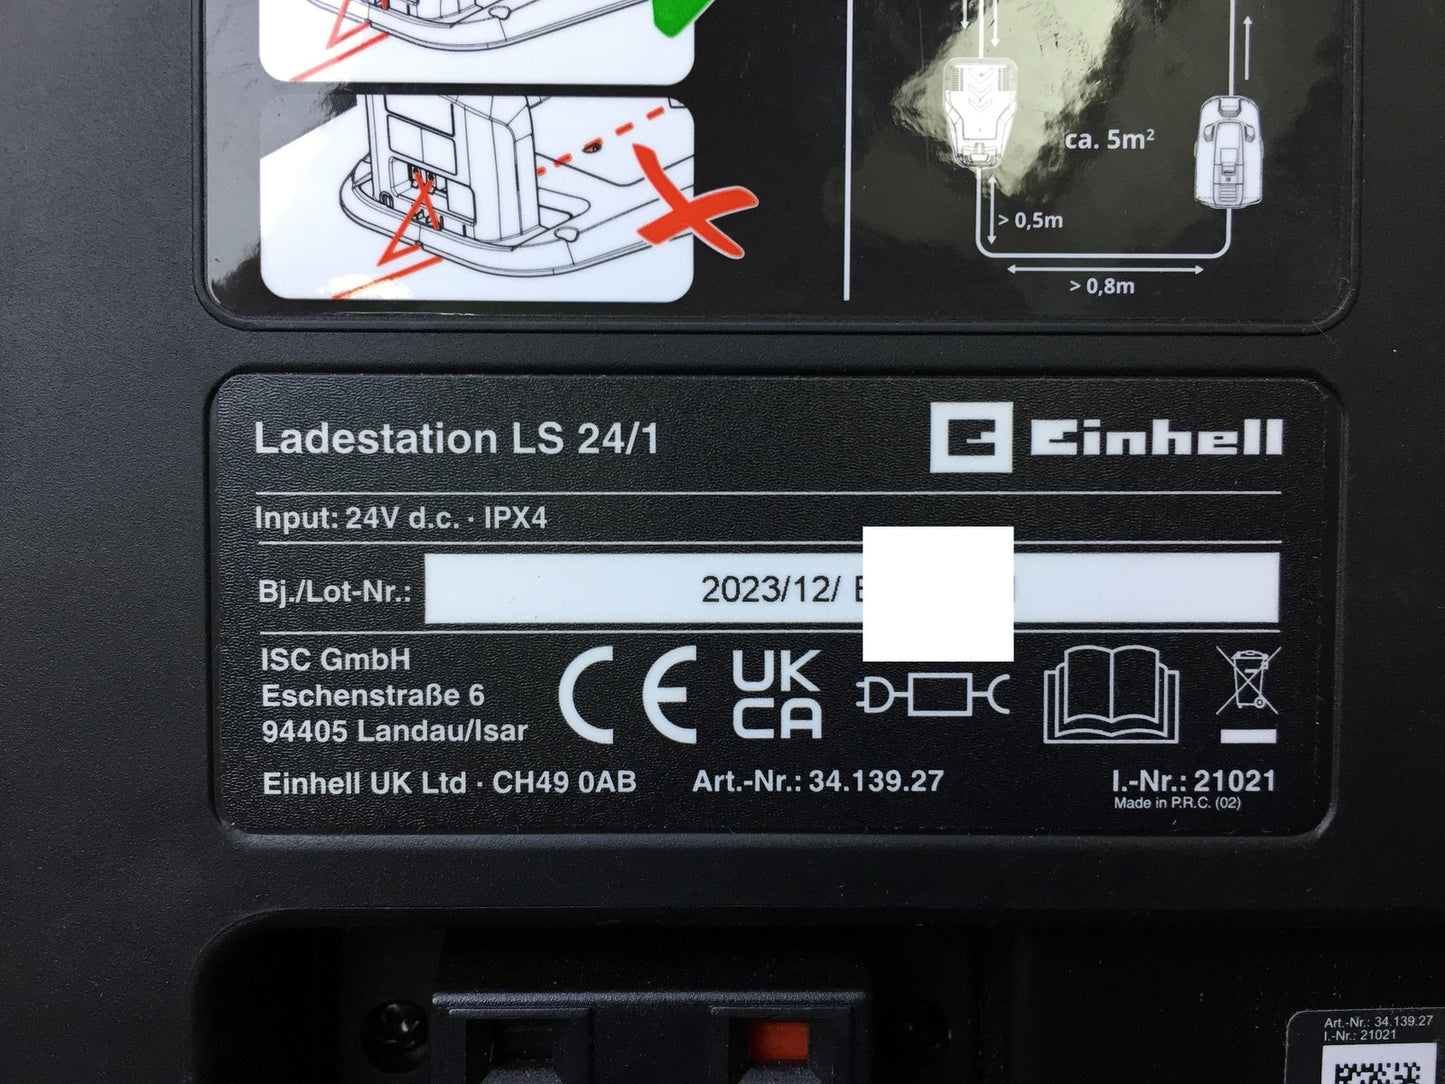 ca. 5m²
> 0,5m
> 0,8m
Ladestation LS 24/1
Einhell
Input: 24V d.c. · IPX4
Bj./Lot-Nr.: 2023/12/
ISC GmbH
Eschenstraße 6
94405 Landau/Isar
CE
UK
CA
Einhell UK Ltd · CH49 0AB
Art.-Nr.: 34.139.27
I.-Nr.: 21021
Made in P.R.C. (02)
Art.-Nr.: 34.139.27
I.-Nr.: 21021